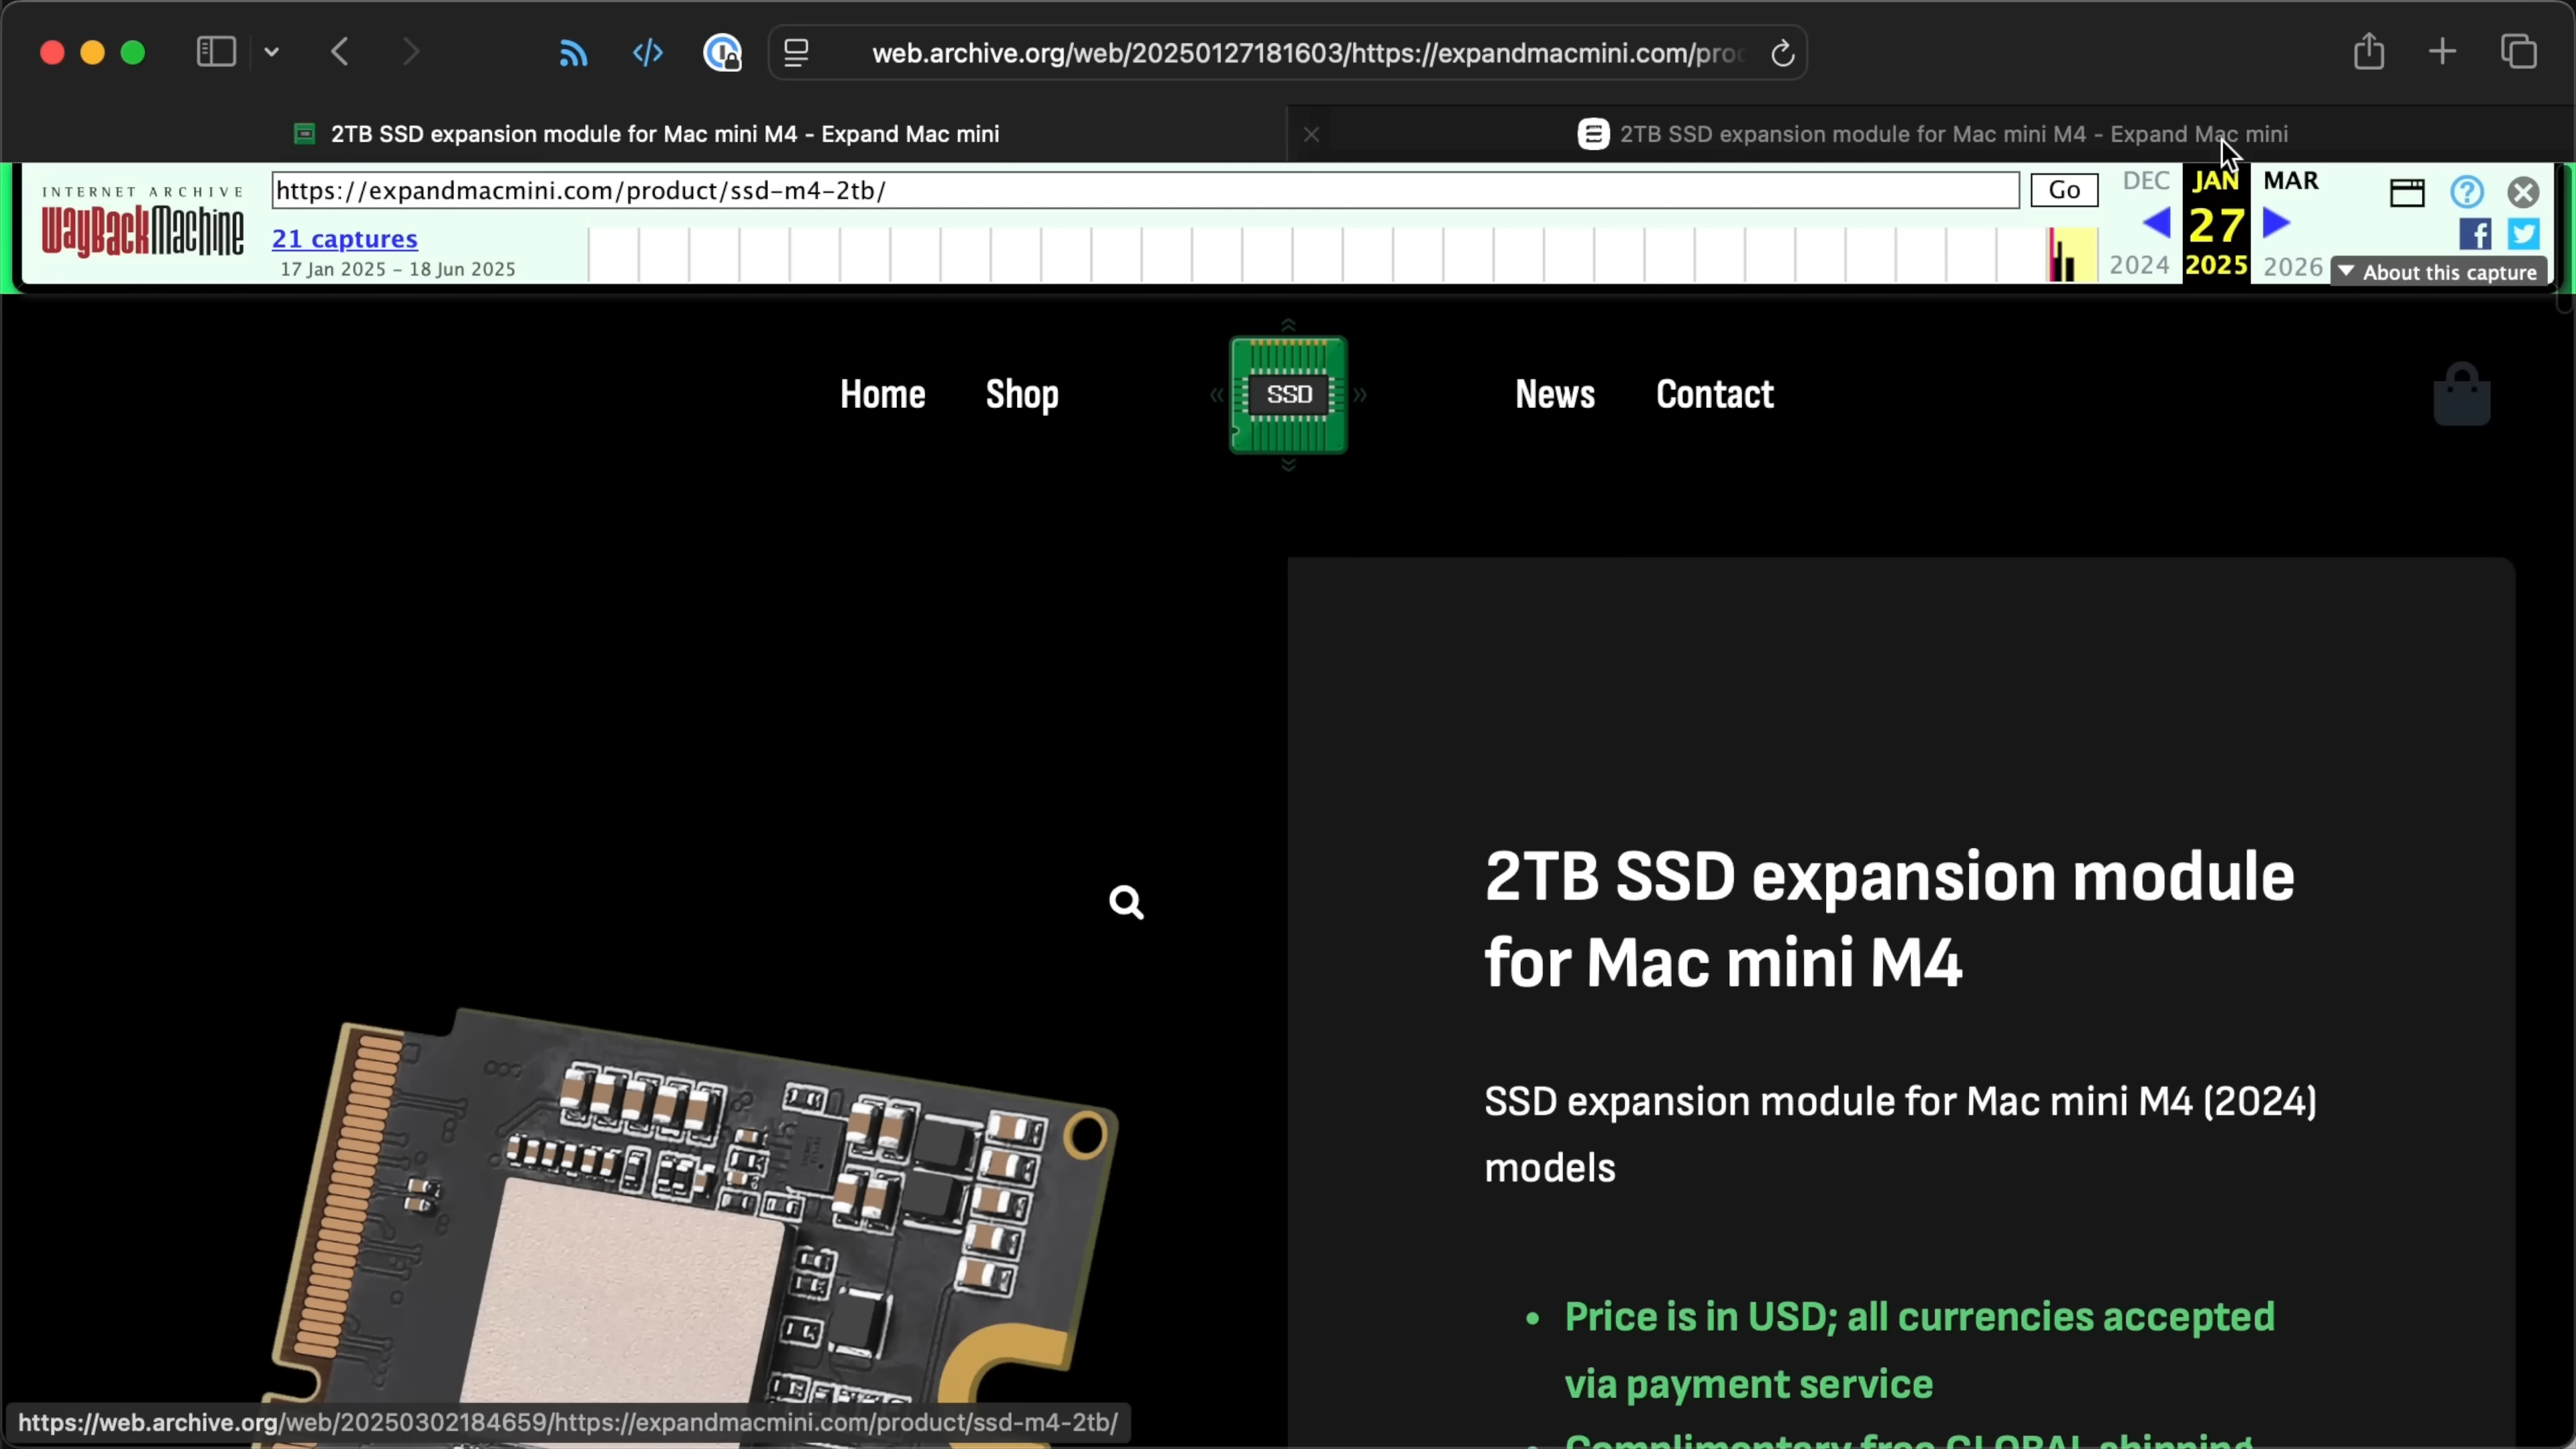 web.archive.org/web/20250127181603/https://expandmacmini.com/proc
2TB SSD expansion module for Mac mini M4 - Expand Mac mini
2TB SSD expansion module for Mac mini M4 - Expand Mac mini
INTERNET ARCHIVE
WayBackMachine
https://expandmacmini.com/product/ssd-m4-2tb/
Go
DEC
JAN
MAR
21 captures
27
17 Jan 2025 – 18 Jun 2025
2024
2025
2026
About this capture
Home
Shop
SSD
News
Contact
2TB SSD expansion module
for Mac mini M4
SSD expansion module for Mac mini M4 (2024)
models
• Price is in USD; all currencies accepted
via payment service
• Complimentary free GLOBAL shipping
https://web.archive.org/web/20250302184659/https://expandmacmini.com/product/ssd-m4-2tb/